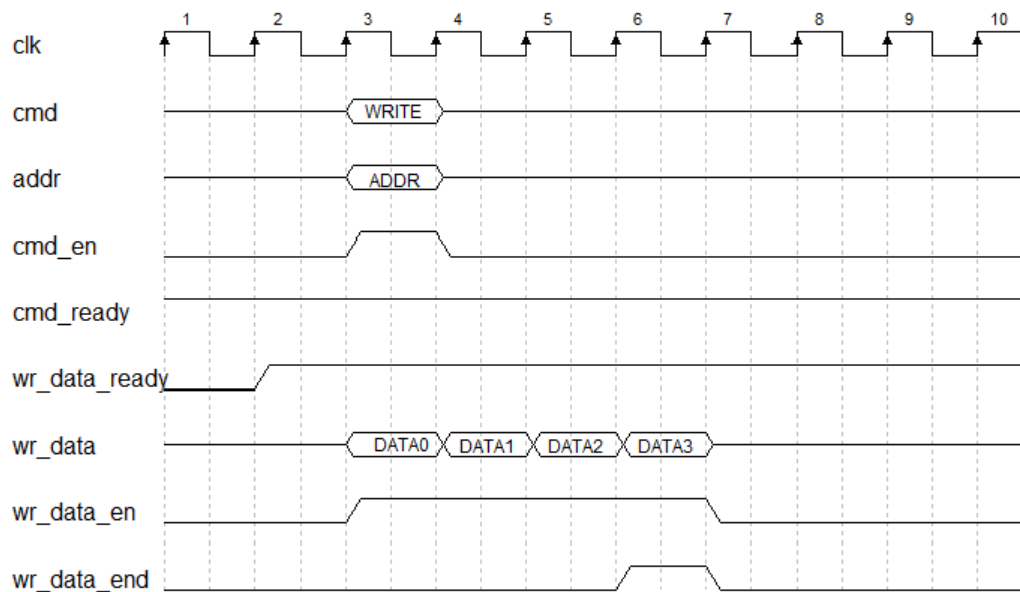 1 2 3 4 5 6 7 8 9 10
clk
cmd WRITE
addr ADDR
cmd_en
cmd_ready
wr_data_ready
wr_data DATA0 DATA1 DATA2 DATA3
wr_data_en
wr_data_end